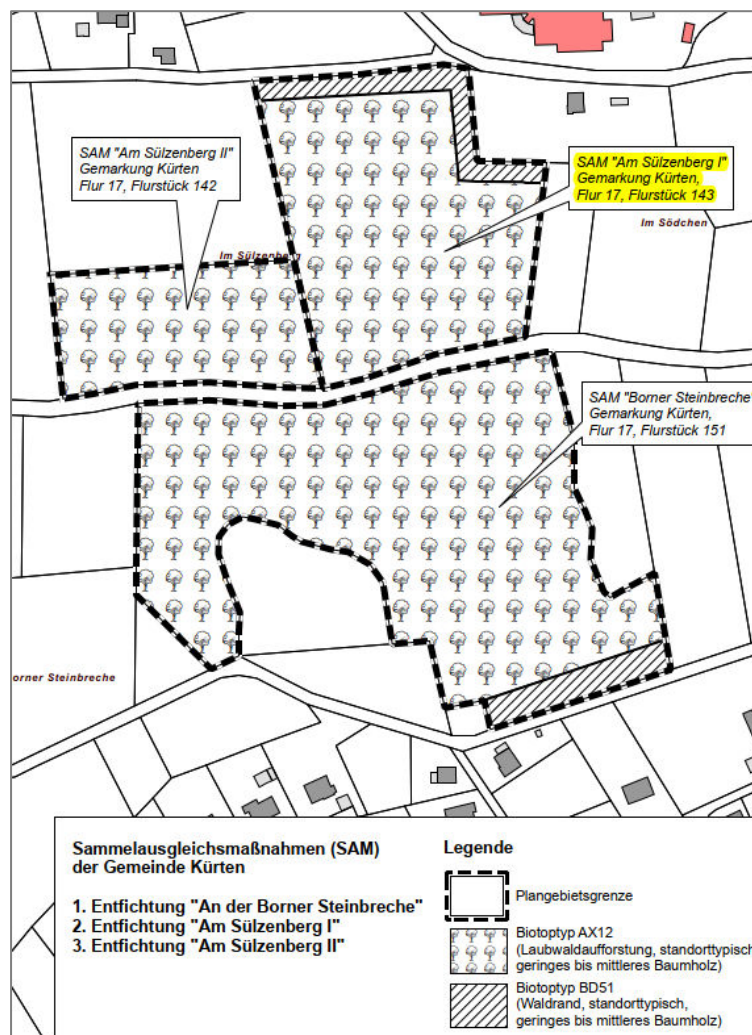 SAM "Am Sülzenberg II"
Gemarkung Kürten
Flur 17, Flurstück 142
SAM "Am Sülzenberg I"
Gemarkung Kürten,
Flur 17, Flurstück 143
Im Södchen
Im Sülzenberg
SAM "Borner Steinbreche"
Gemarkung Kürten,
Flur 17, Flurstück 151
orner Steinbreche
Sammelausgleichsmaßnahmen (SAM)
der Gemeinde Kürten
1. Entfichtung "An der Borner Steinbreche"
2. Entfichtung "Am Sülzenberg I"
3. Entfichtung "Am Sülzenberg II"
Legende
Plangebietsgrenze
Biotoptyp AX12
(Laubwaldaufforstung, standorttypisch
geringes bis mittleres Baumholz)
Biotoptyp BD51
(Waldrand, standorttypisch,
geringes bis mittleres Baumholz)